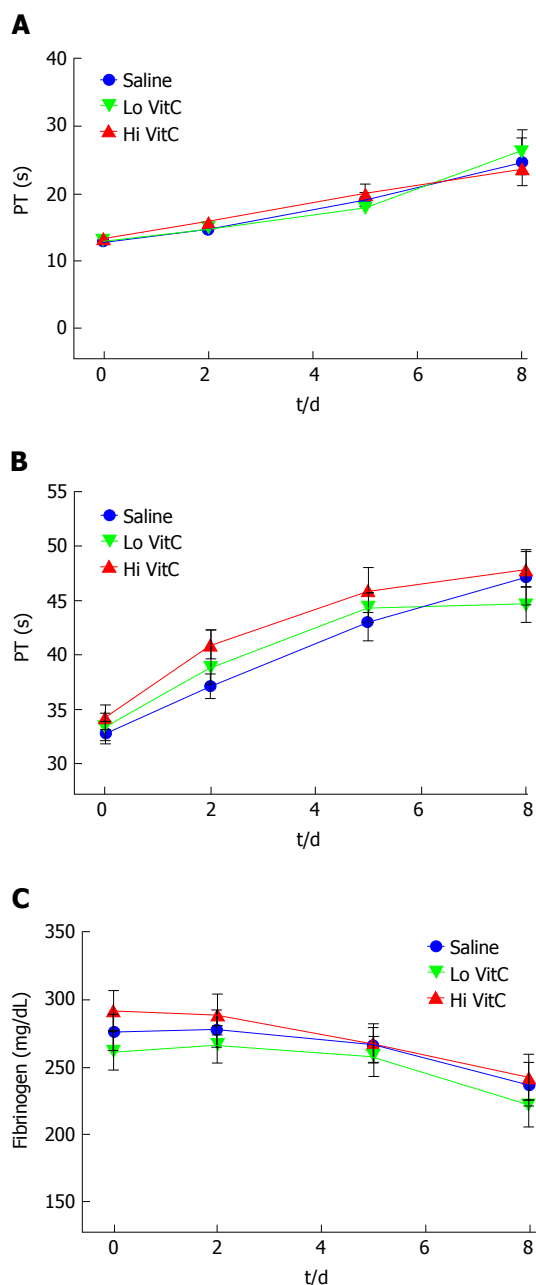 A
40
30
20
10
0
PT (s)
Saline
Lo VitC
Hi VitC
0 2 4 6 8
t/d
B
55
50
45
40
35
30
PT (s)
Saline
Lo VitC
Hi VitC
0 2 4 6 8
t/d
C
350
300
250
200
150
Fibrinogen (mg/dL)
Saline
Lo VitC
Hi VitC
0 2 4 6 8
t/d